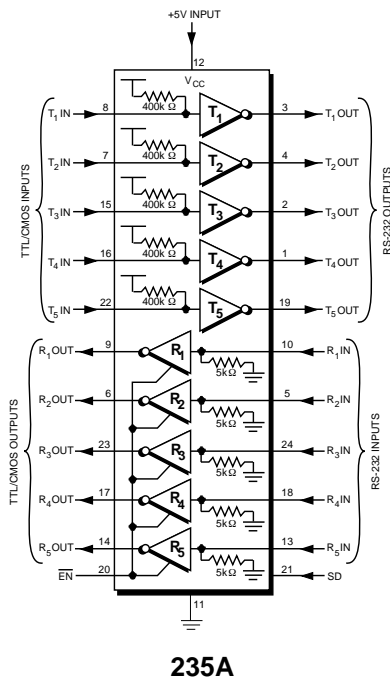 +5V INPUT
12
VCC
400k Ω
T1 IN 8 T1 3 T1 OUT
400k Ω
T2 IN 7 T2 4 T2 OUT
400k Ω
T3 IN 15 T3 2 T3 OUT
400k Ω
T4 IN 16 T4 1 T4 OUT
400k Ω
T5 IN 22 T5 19 T5 OUT
TTL/CMOS INPUTS
RS-232 OUTPUTS
R1 OUT 9 R1 10 R1 IN
5kΩ
R2 OUT 6 R2 5 R2 IN
5kΩ
R3 OUT 23 R3 24 R3 IN
5kΩ
R4 OUT 17 R4 18 R4 IN
5kΩ
R5 OUT 14 R5 13 R5 IN
5kΩ
TTL/CMOS OUTPUTS
RS-232 INPUTS
E̅N̅ 20 21 SD
11
235A